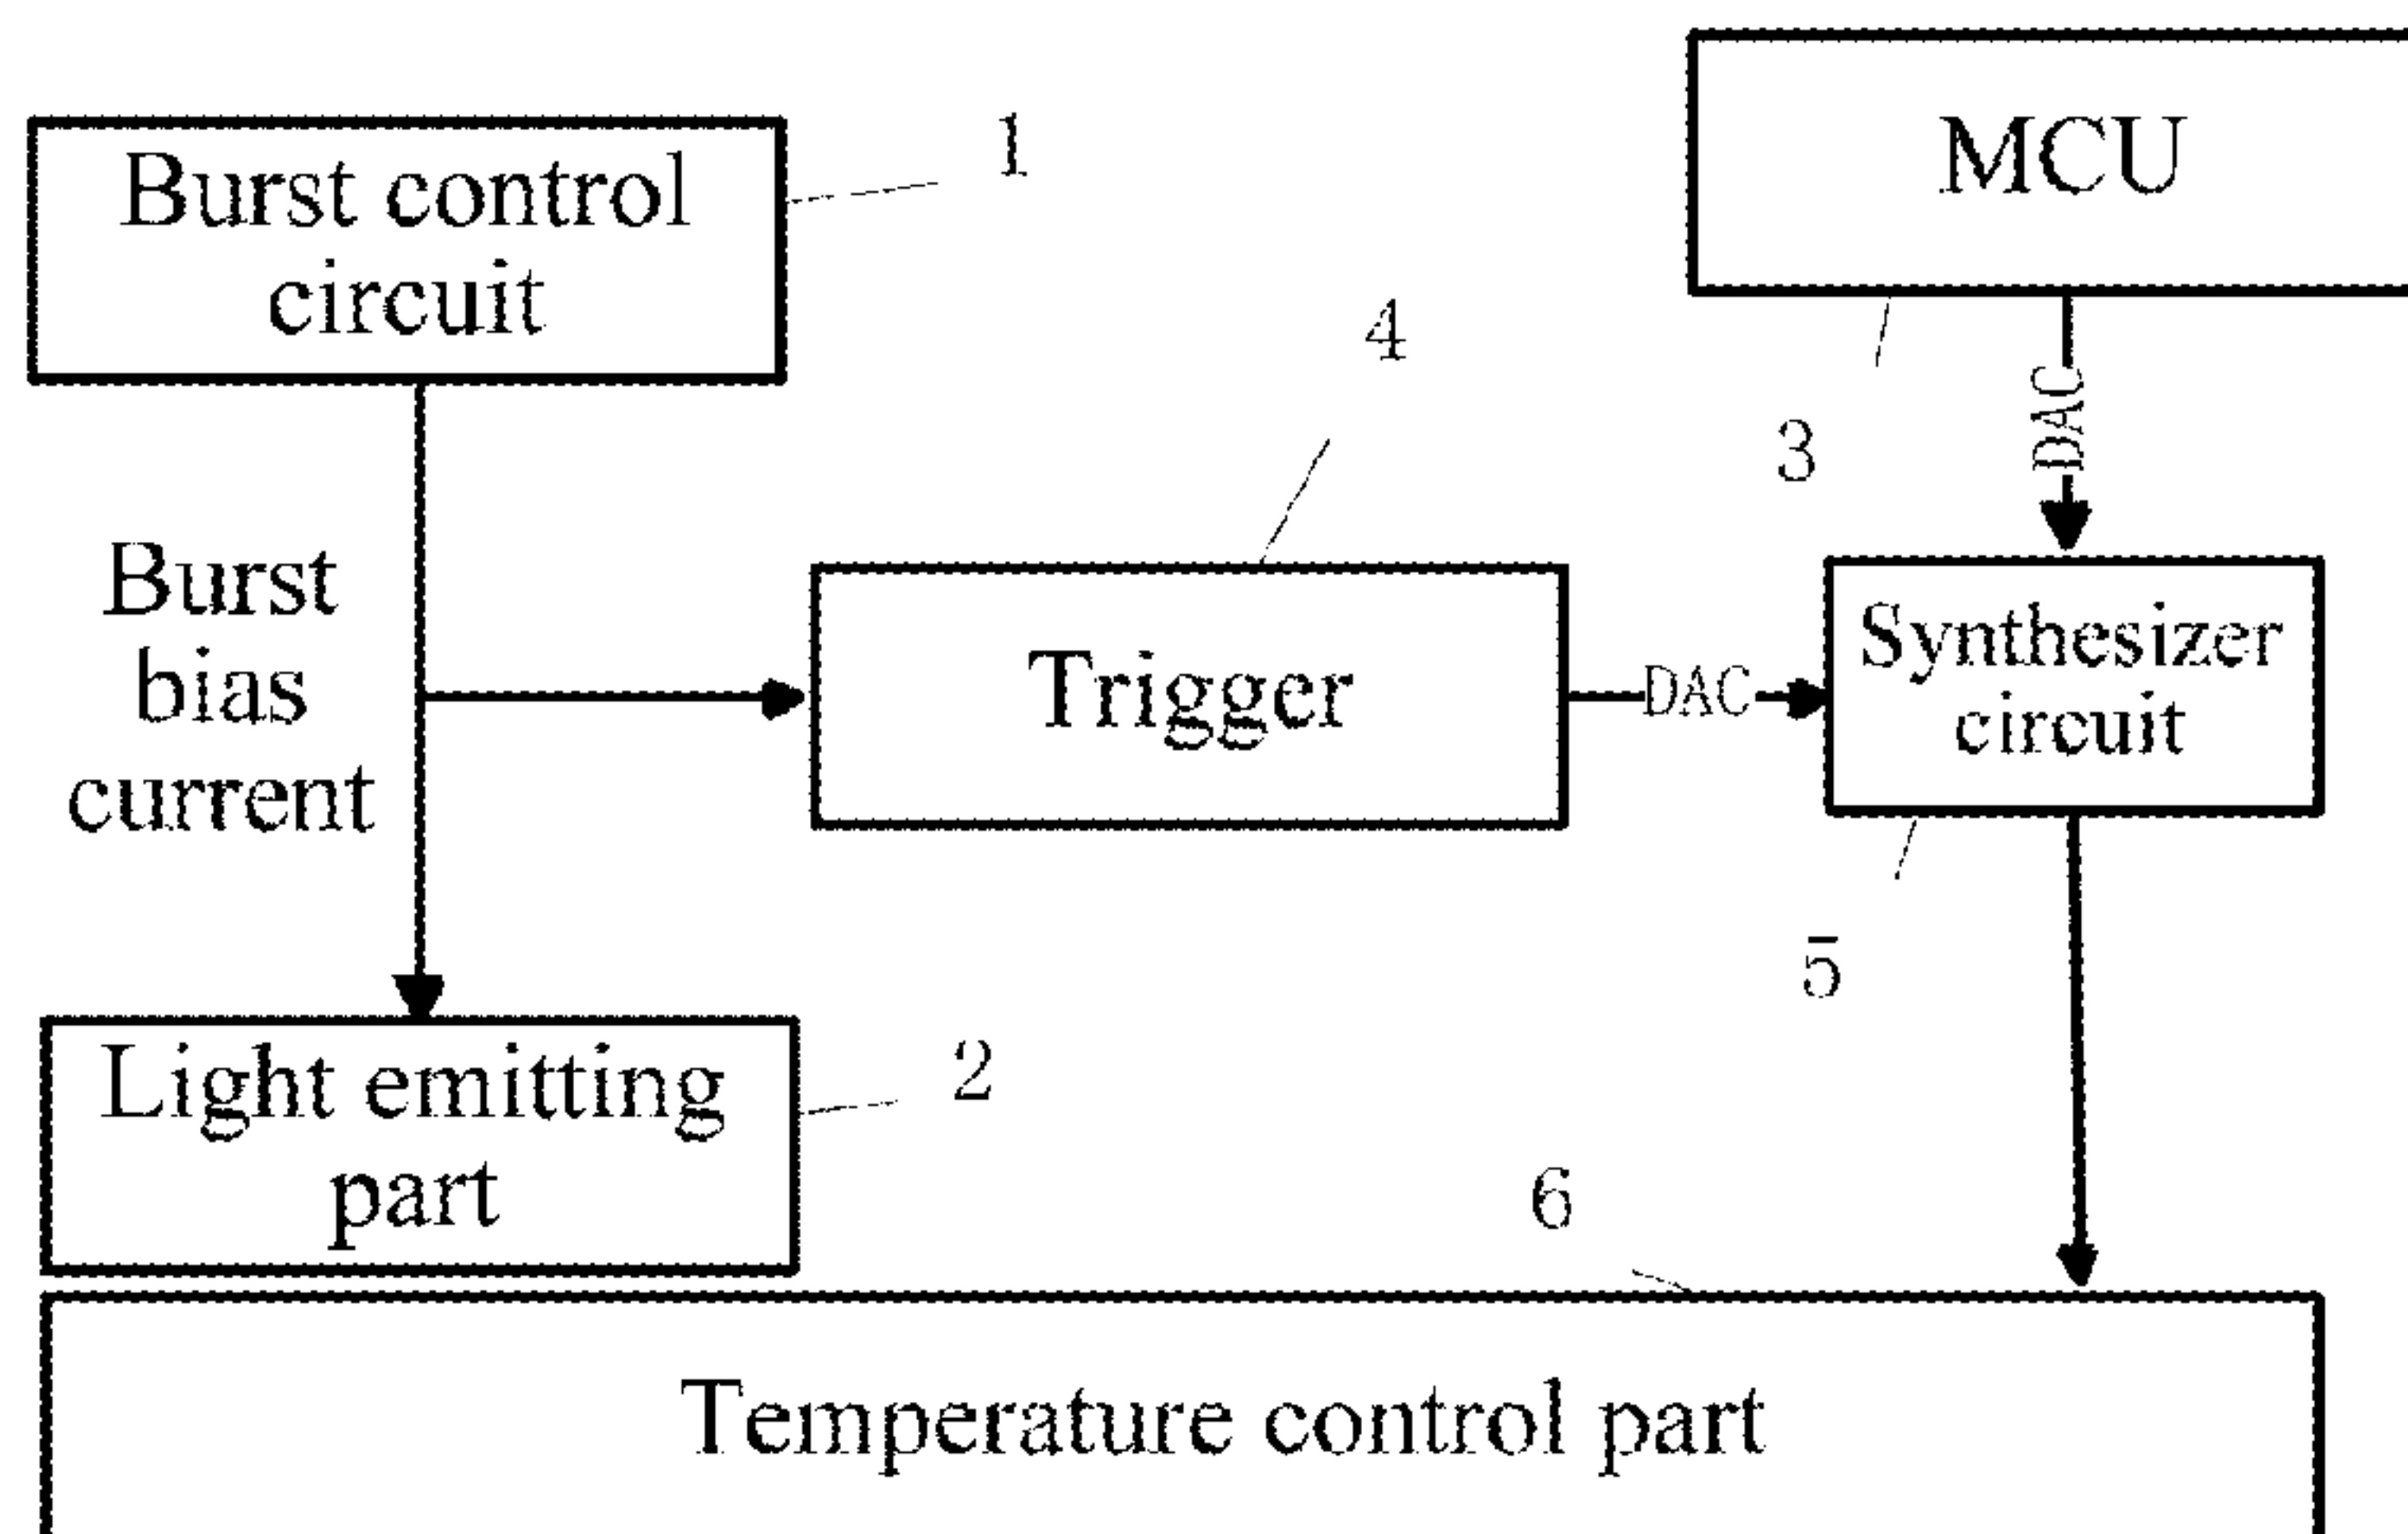 MCU
1
Burst control
circuit
4
DAC
3
Burst
bias
current
Trigger
DAC
Synthesizer
circuit
5
Light emitting
part
2
6
Temperature control part